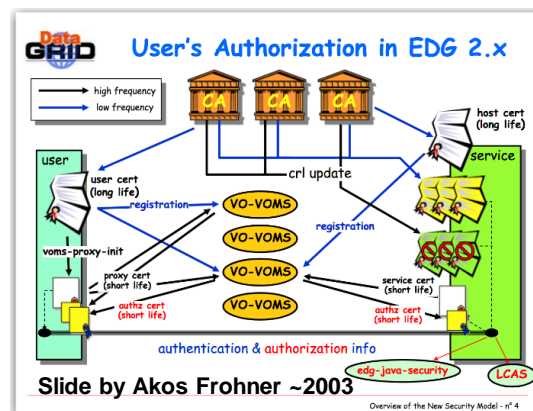 Data
GRID
User's Authorization in EDG 2.x
high frequency
low frequency
CA
CA
CA
host cert
(long life)
user
service
user cert
(long life)
crl update
registration
VO-VOMS
registration
voms-proxy-init
VO-VOMS
proxy cert
(short life)
VO-VOMS
service cert
(short life)
authz cert
(short life)
VO-VOMS
authz cert
(short life)
authentication & authorization info
edg-java-security
LCAS
Slide by Akos Frohner ~2003
Overview of the New Security Model - n° 4